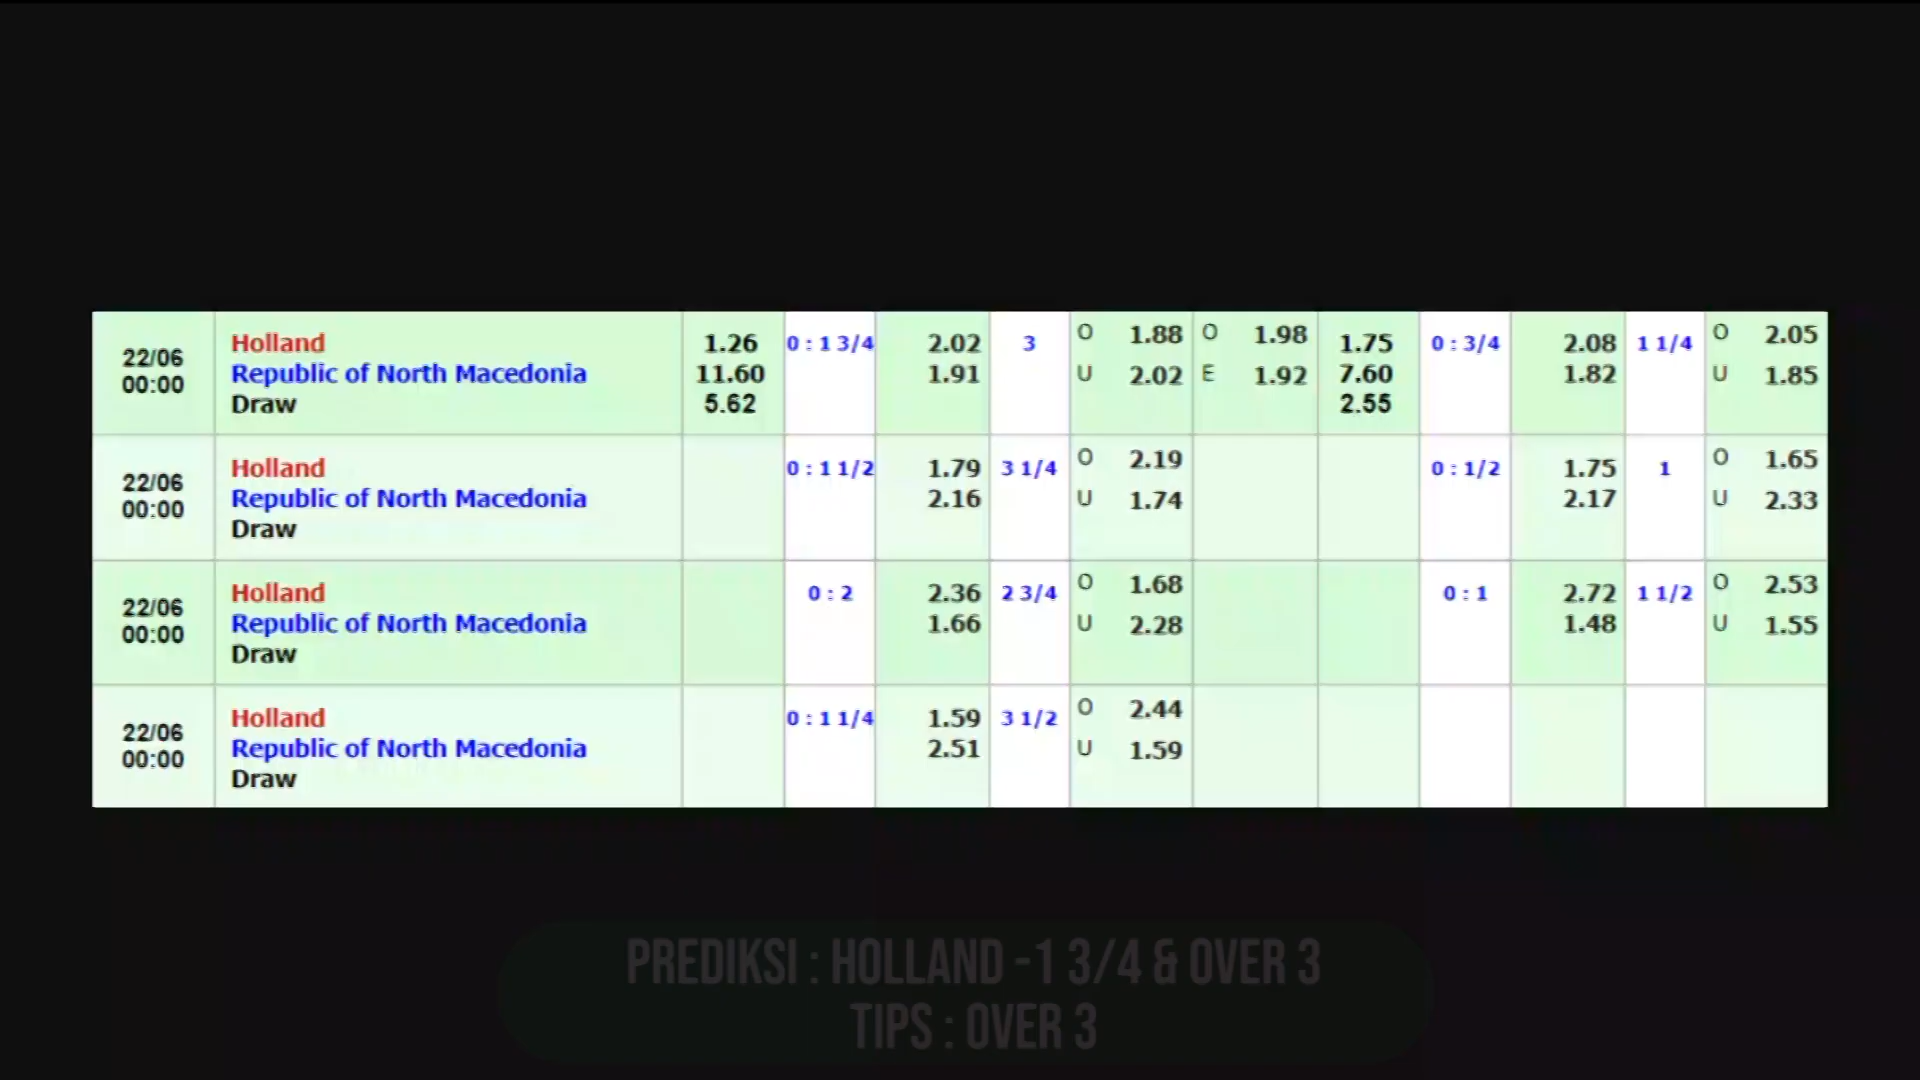 22/06 00:00 Holland 1.26 0 : 1 3/4 2.02 3 O 1.88 O 1.98 1.75 0 : 3/4 2.08 1 1/4 O 2.05
Republic of North Macedonia 11.60 1.91 U 2.02 E 1.92 7.60 1.82 U 1.85
Draw 5.62 2.55
22/06 00:00 Holland 0 : 1 1/2 1.79 3 1/4 O 2.19 0 : 1/2 1.75 1 O 1.65
Republic of North Macedonia 2.16 U 1.74 2.17 U 2.33
Draw
22/06 00:00 Holland 0 : 2 2.36 2 3/4 O 1.68 0 : 1 2.72 1 1/2 O 2.53
Republic of North Macedonia 1.66 U 2.28 1.48 U 1.55
Draw
22/06 00:00 Holland 0 : 1 1/4 1.59 3 1/2 O 2.44
Republic of North Macedonia 2.51 U 1.59
Draw
PREDIKSI : HOLLAND -1 3/4 & OVER 3
TIPS : OVER 3